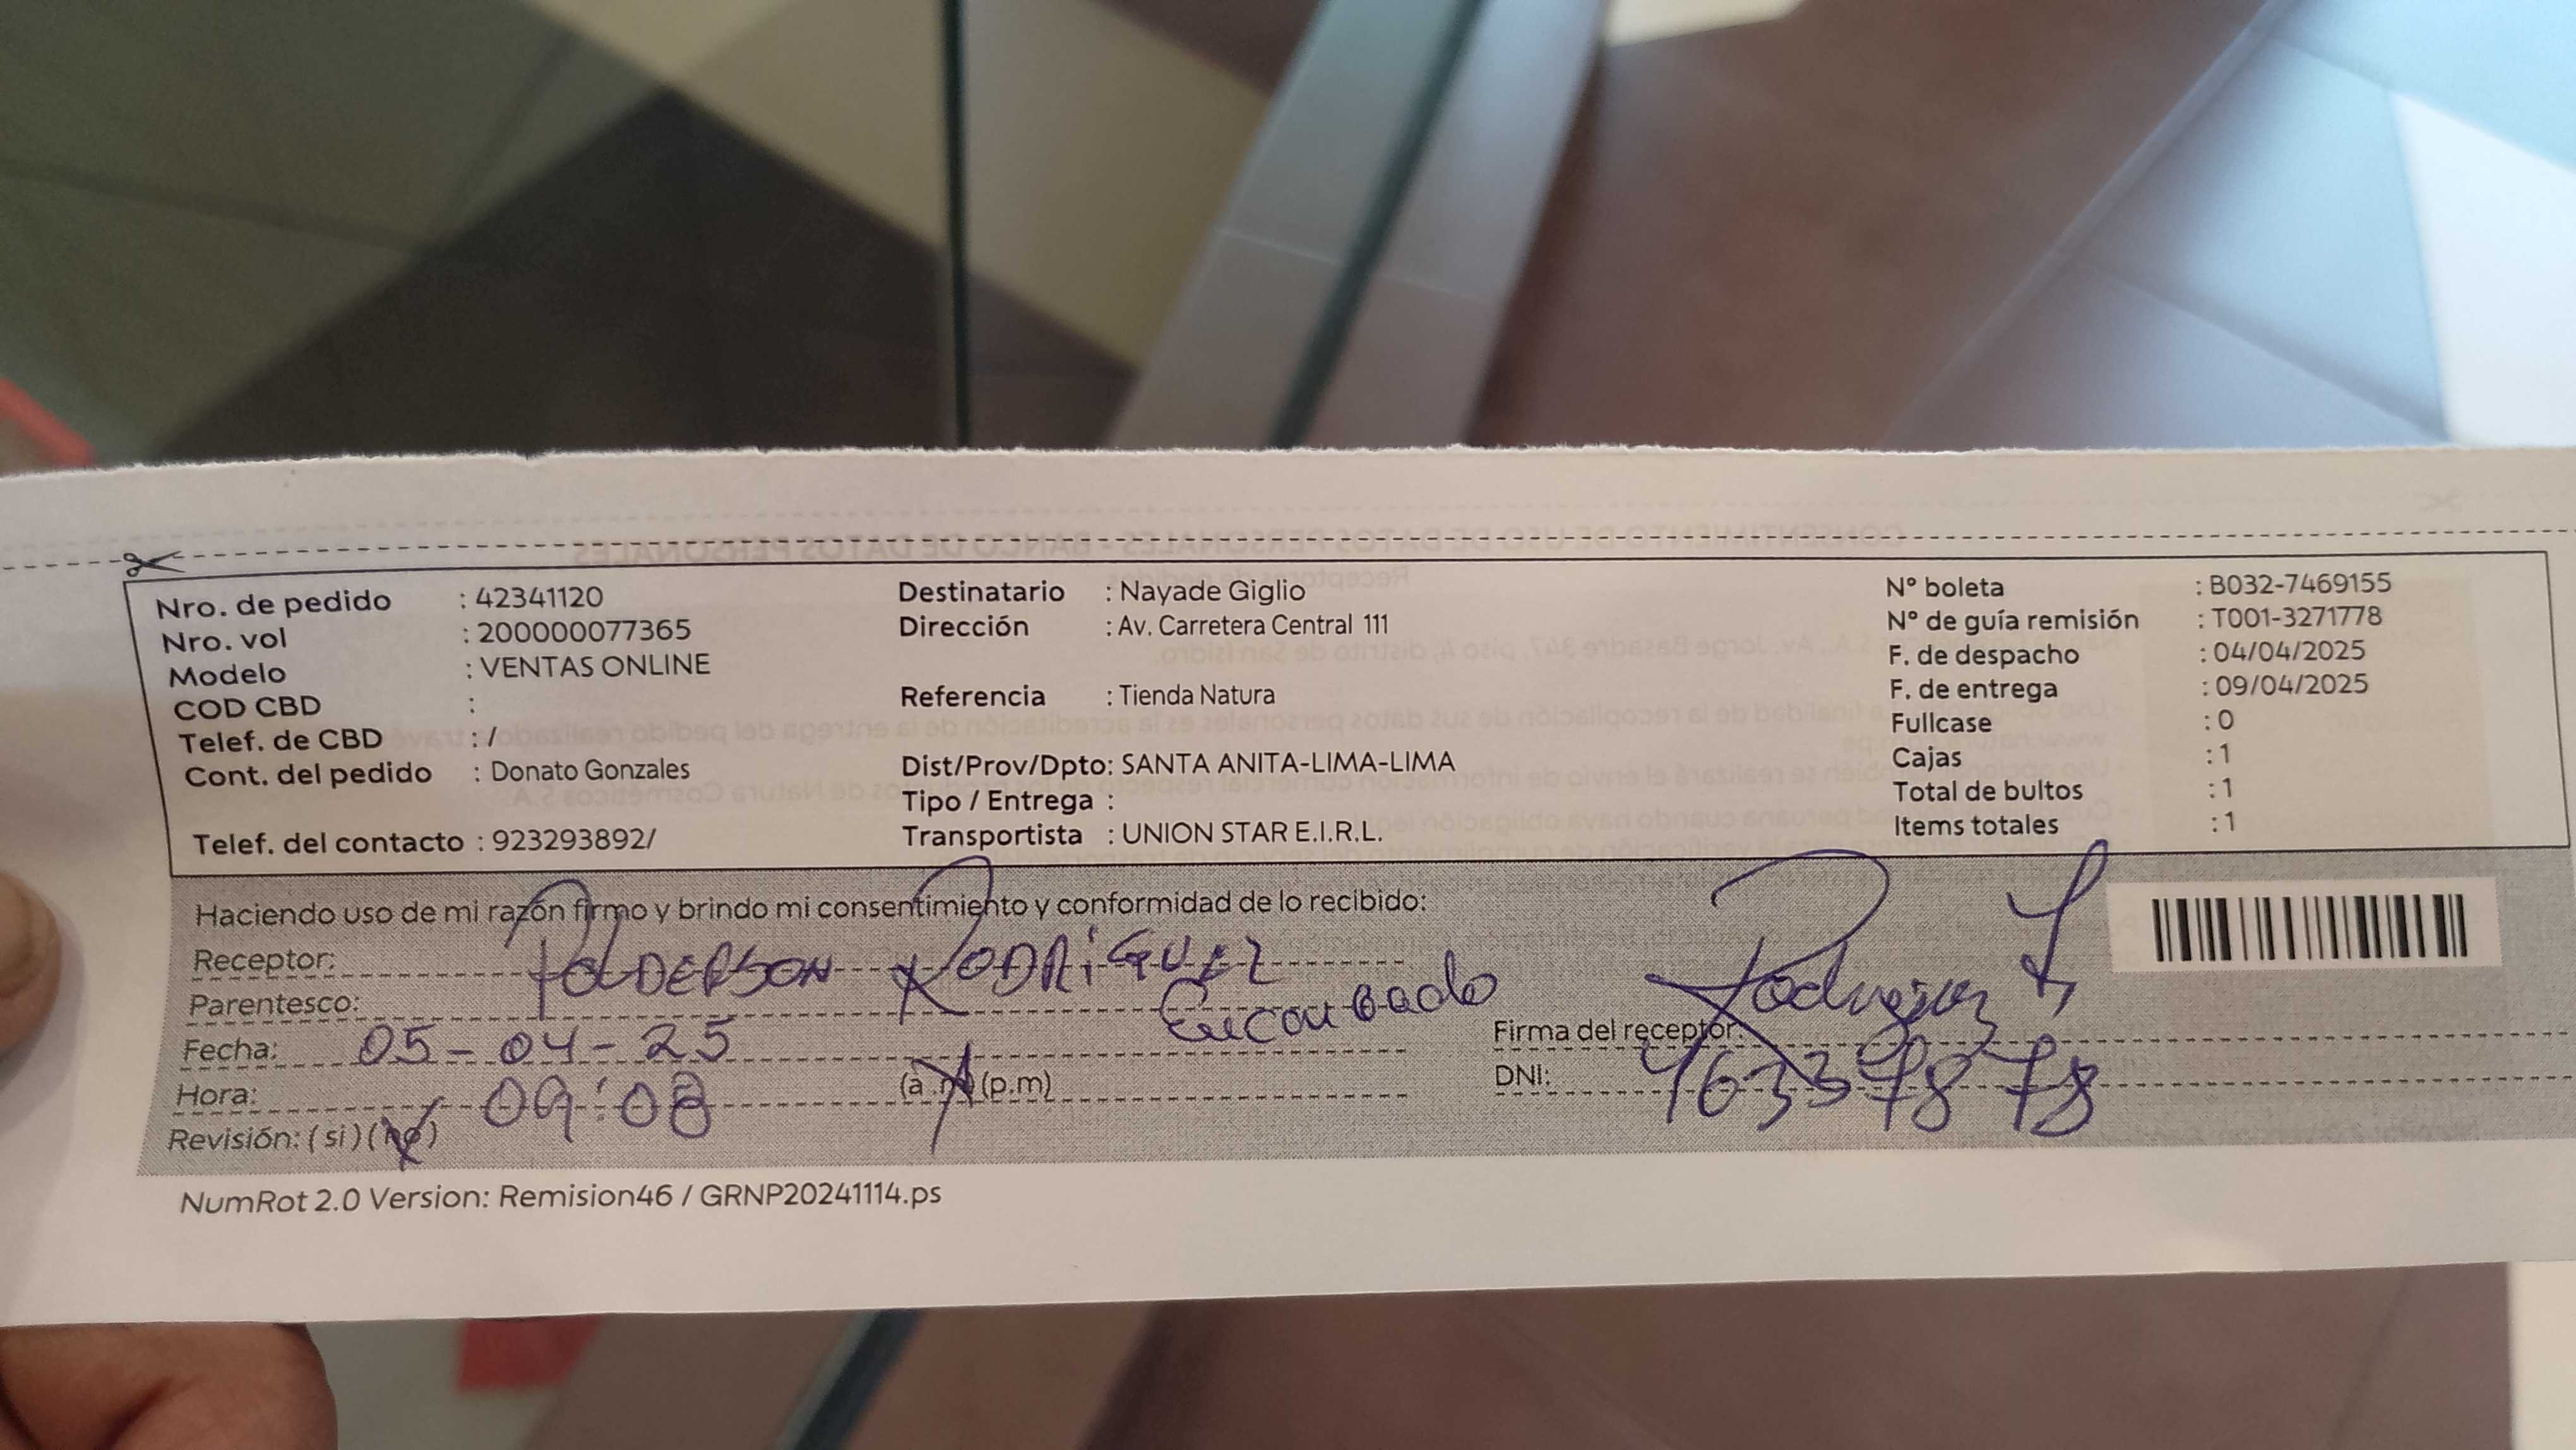 Nro. de pedido : 42341120
Nro. vol : 200000077365
Modelo : VENTAS ONLINE
COD CBD :
Telef. de CBD : /
Cont. del pedido : Donato Gonzales
Telef. del contacto : 923293892/
Destinatario : Nayade Giglio
Dirección : Av. Carretera Central 111
Referencia : Tienda Natura
Dist/Prov/Dpto: SANTA ANITA-LIMA-LIMA
Tipo / Entrega :
Transportista : UNION STAR E.I.R.L.
N° boleta : B032-7469155
N° de guía remisión : T001-3271778
F. de despacho : 04/04/2025
F. de entrega : 09/04/2025
Fullcase : 0
Cajas : 1
Total de bultos : 1
Items totales : 1
Haciendo uso de mi razón firmo y brindo mi consentimiento y conformidad de lo recibido:
Receptor: RODRIGUEZ
Parentesco: Encargado
Fecha: 05-04-25
Hora: 09:08 (a.m) (p.m)
Revisión: (si) (no)
Firma del receptor:
DNI: 46337878
NumRot 2.0 Version: Remision46 / GRNP20241114.ps